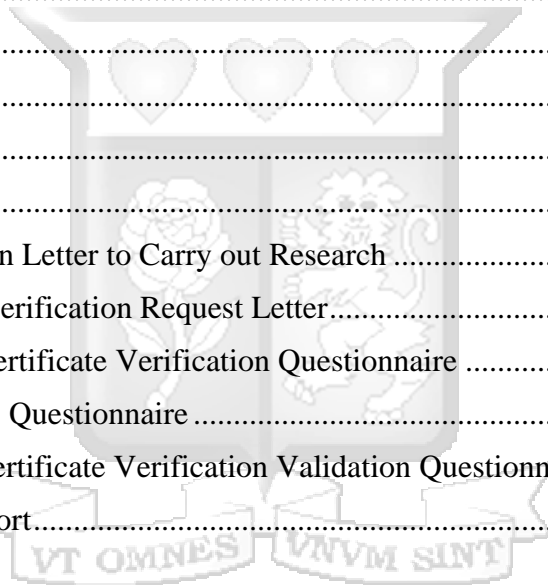 ..........................................................................
..........................................................................
..........................................................................
..........................................................................
n Letter to Carry out Research .....................
erification Request Letter...............................
ertificate Verification Questionnaire ...........
Questionnaire ...................................................
ertificate Verification Validation Questionn
ort.......................................................................
VT OMNES VNVM SINT